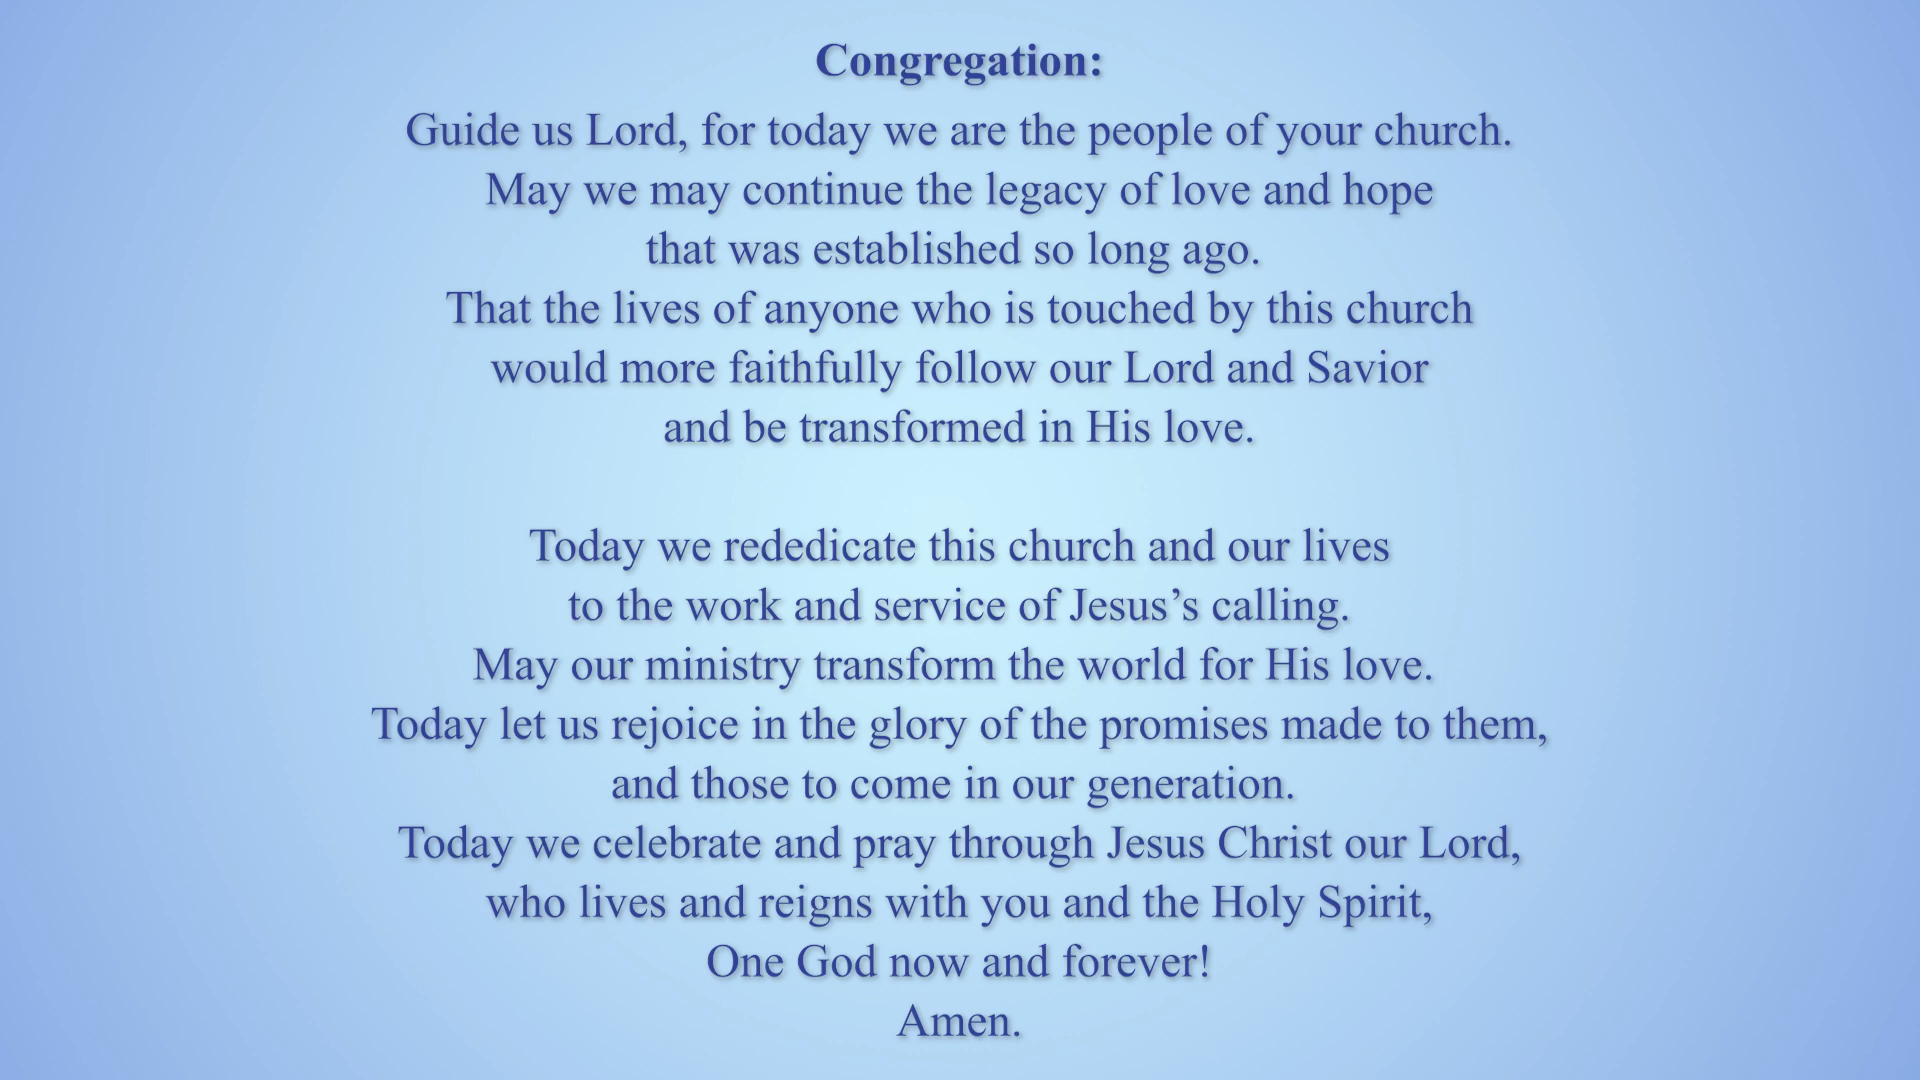 Congregation:
Guide us Lord, for today we are the people of your church.
May we may continue the legacy of love and hope
that was established so long ago.
That the lives of anyone who is touched by this church
would more faithfully follow our Lord and Savior
and be transformed in His love.
Today we rededicate this church and our lives
to the work and service of Jesus’s calling.
May our ministry transform the world for His love.
Today let us rejoice in the glory of the promises made to them,
and those to come in our generation.
Today we celebrate and pray through Jesus Christ our Lord,
who lives and reigns with you and the Holy Spirit,
One God now and forever!
Amen.